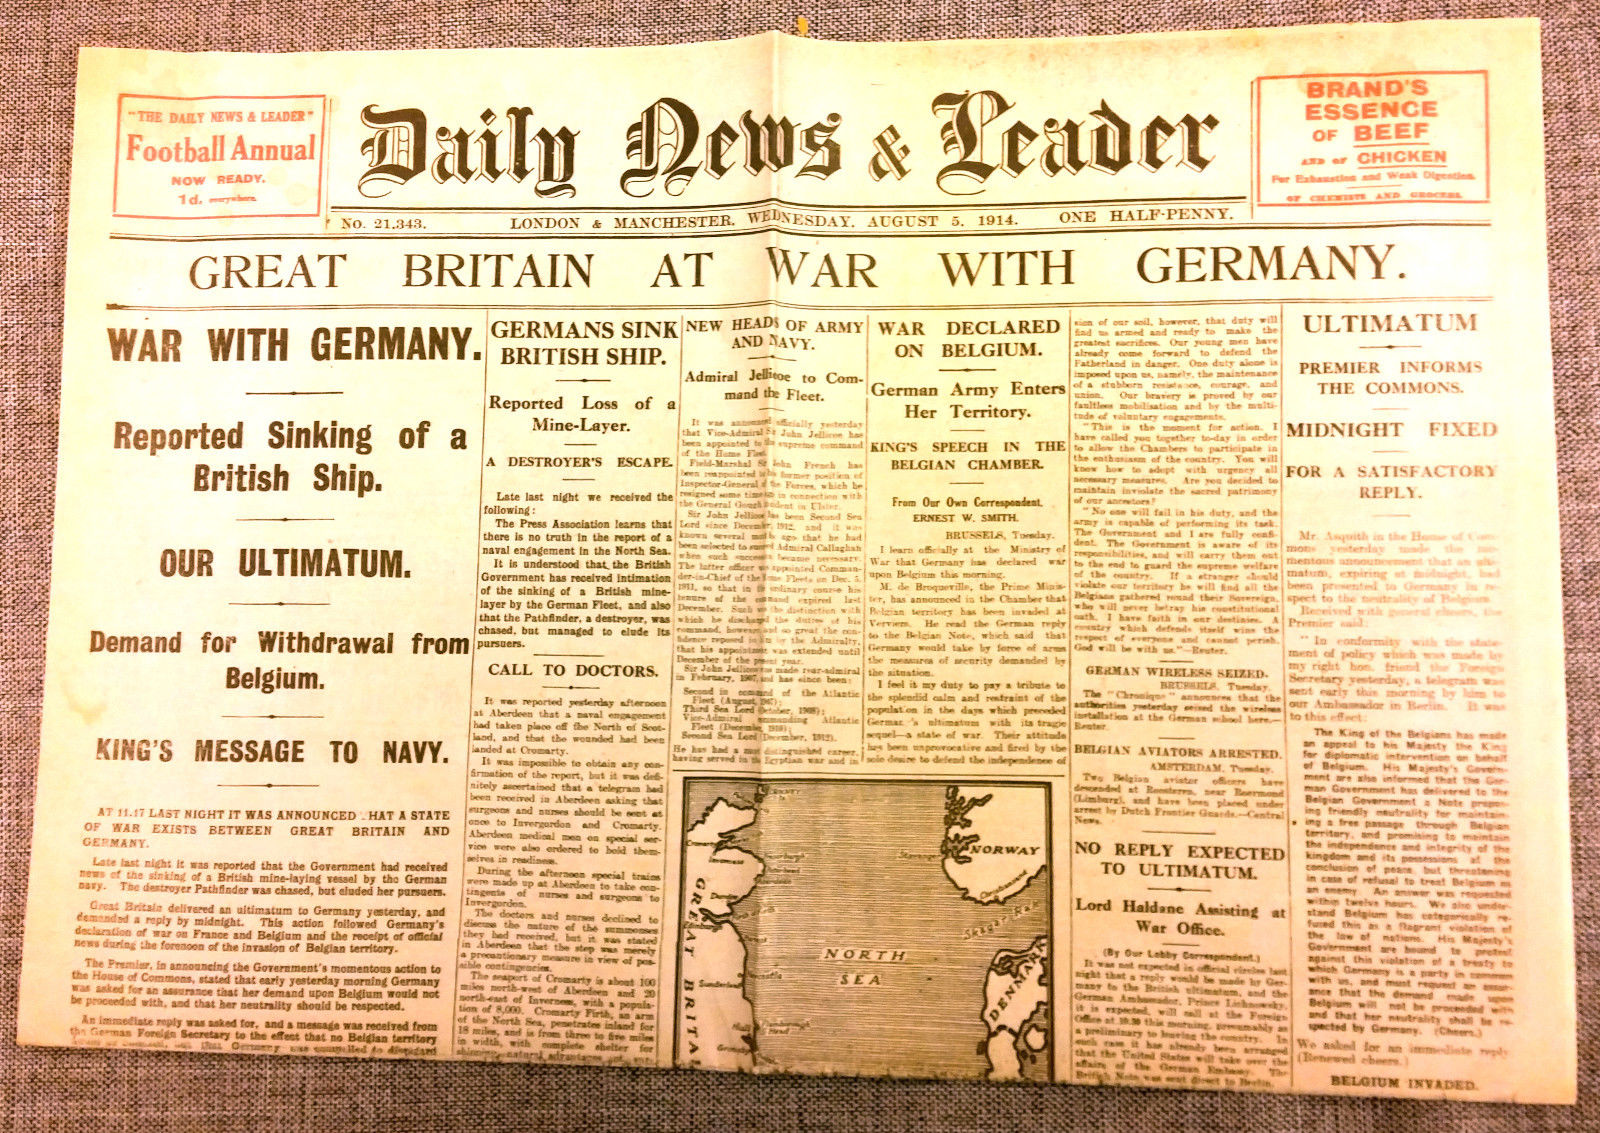 "THE DAILY NEWS & LEADER"
Football Annual
NOW READY.
1d. everywhere.
Daily News & Leader
BRAND'S
ESSENCE
OF BEEF
AND OF CHICKEN
For Exhaustion and Weak Digestion.
OF CHEMISTS AND GROCERS.
No. 21,343. LONDON & MANCHESTER, WEDNESDAY, AUGUST 5, 1914. ONE HALF-PENNY.
GREAT BRITAIN AT WAR WITH GERMANY.
WAR WITH GERMANY.
Reported Sinking of a
British Ship.
OUR ULTIMATUM.
Demand for Withdrawal from
Belgium.
KING'S MESSAGE TO NAVY.
AT 11.17 LAST NIGHT IT WAS ANNOUNCED HAT A STATE
OF WAR EXISTS BETWEEN GREAT BRITAIN AND
GERMANY.
Late last night it was reported that the Government had received
news of the sinking of a British mine-laying vessel by the German
navy. The destroyer Pathfinder was chased, but eluded her pursuers.
Great Britain delivered an ultimatum to Germany yesterday, and
demanded a reply by midnight. This action followed Germany's
declaration of war on France and Belgium and the receipt of official
news during the forenoon of the invasion of Belgian territory.
The Premier, in announcing the Government's momentous action to
the House of Commons, stated that early yesterday morning Germany
was asked for an assurance that her demand upon Belgium would not
be proceeded with, and that her neutrality should be respected.
An immediate reply was asked for, and a message was received from
the German Foreign Secretary to the effect that no Belgian territory
GERMANS SINK
BRITISH SHIP.
Reported Loss of a
Mine-Layer.
A DESTROYER'S ESCAPE.
Late last night we received the
following:
The Press Association learns that
there is no truth in the report of a
naval engagement in the North Sea.
It is understood that the British
Government has received intimation
of the sinking of a British mine-
layer by the German Fleet, and also
that the Pathfinder, a destroyer, was
chased, but managed to elude its
pursuers.
CALL TO DOCTORS.
It was reported yesterday afternoon
at Aberdeen that a naval engagement
had taken place off the North of Scot-
land, and that the wounded had been
landed at Cromarty.
It was impossible to obtain any con-
firmation of the report, but it was defi-
nitely ascertained that a telegram had
been received in Aberdeen asking that
surgeons and nurses should be sent at
once to Invergordon and Cromarty.
Aberdeen medical men on special ser-
vice were also ordered to hold them-
selves in readiness.
During the afternoon special trains
were made up at Aberdeen to take con-
tingents of nurses and surgeons to
Invergordon.
The doctors and nurses declined to
discuss the nature of the summonses
they had received, but it was stated
in Aberdeen that the step was merely
a precautionary measure in view of pos-
sible contingencies.
The seaport of Cromarty is about 100
miles north-west of Aberdeen and 20
north-east of Inverness, with a popula-
tion of 8,000. Cromarty Firth, an arm
of the North Sea, penetrates inland for
18 miles, and is from three to five miles
in width, with complete shelter for
NEW HEADS OF ARMY
AND NAVY.
Admiral Jellicoe to Com-
mand the Fleet.
It was announced officially yesterday
that Vice-Admiral Sir John Jellicoe has
been appointed to the supreme command
of the Home Fleet.
Field-Marshal Sir John French has
been reappointed to his former position of
Inspector-General of the Forces, which he
resigned some time in connection with
the General Gough in Ulster.
Sir John Jellicoe has been Second Sea
Lord since December, 1912, and it was
known several months ago that he had
been selected to succeed Admiral Callaghan
when such succession became necessary.
The latter officer was appointed Comman-
der-in-Chief of the Home Fleets on Dec. 5,
1911, so that in the ordinary course his
tenure of the command expired last
December. Such was the distinction with
which he discharged the duties of his
command, however, and so great the con-
fidence reposed in him by the Admiralty,
that his appointment was extended until
December of the present year.
Sir John Jellicoe was made rear-admiral
in February, 1907, and has since been:
Second in command of the Atlantic
Fleet (August, 1907);
Third Sea Lord (October, 1908);
Vice-Admiral commanding Atlantic
Fleet (December, 1910);
Second Sea Lord (December, 1912).
He has had a most distinguished career,
having served in the Egyptian war and in
WAR DECLARED
ON BELGIUM.
German Army Enters
Her Territory.
KING'S SPEECH IN THE
BELGIAN CHAMBER.
From Our Own Correspondent.
ERNEST W. SMITH.
BRUSSELS, Tuesday.
I learn officially at the Ministry of
War that Germany has declared war
upon Belgium this morning.
M. de Broqueville, the Prime Minis-
ter, has announced in the Chamber that
Belgian territory has been invaded at
Verviers. He read the German reply
to the Belgian Note, which said that
Germany would take by force of arms
the measures of security demanded by
the situation.
I feel it my duty to pay a tribute to
the splendid calm and restraint of the
population in the days which preceded
German's ultimatum with its tragic
sequel—a state of war. Their attitude
has been unprovocative and fired by the
sole desire to defend the independence of
GREAT BRITAIN
NORTH
SEA
NORWAY
Skager Rak
DENMARK
Christiansand
Sunderland
sion of our soil, however, that duty will
find us armed and ready to make the
greatest sacrifices. Our young men have
already come forward to defend the
Fatherland in danger. One duty alone is
imposed upon us, namely, the maintenance
of a stubborn resistance, courage, and
union. Our bravery is proved by our
faultless mobilisation and by the multi-
tude of voluntary engagements.
"This is the moment for action. I
have called you together to-day in order
to allow the Chambers to participate in
the enthusiasm of the country. You will
know how to adopt with urgency all
necessary measures. Are you decided to
maintain inviolate the sacred patrimony
of our ancestors?
"No one will fail in his duty, and the
army is capable of performing its task.
The Government and I are fully confi-
dent. The Government is aware of its
responsibilities, and will carry them out
to the end to guard the supreme welfare
of the country. If a stranger should
violate our territory he will find all the
Belgians gathered round their Sovereign,
who will never betray his constitutional
oath. I have faith in our destinies. A
country which defends itself wins the
respect of everyone and cannot perish.
God will be with us."—Reuter.
GERMAN WIRELESS SEIZED.
BRUSSELS, Tuesday.
The "Chronique" announces that the
authorities yesterday seized the wireless
installation at the German school here.—
Reuter.
BELGIAN AVIATORS ARRESTED.
AMSTERDAM, Tuesday.
Two Belgian aviator officers have
descended at Roosteren, near Roermond
(Limburg), and have been placed under
arrest by Dutch Frontier Guards.—Central
News.
NO REPLY EXPECTED
TO ULTIMATUM.
Lord Haldane Assisting at
War Office.
(By Our Lobby Correspondent.)
It was not expected in official circles last
night that a reply would be made by Ger-
many to the British ultimatum, and the
German Ambassador, Prince Lichnowsky,
it is expected, will call at the Foreign
Office at 10.30 this morning, presumably as
a preliminary to leaving the country. In
such case it has already been arranged
that the United States will take over the
affairs of the German Embassy. The
British Note was sent direct to Berlin.
ULTIMATUM
PREMIER INFORMS
THE COMMONS.
MIDNIGHT FIXED
FOR A SATISFACTORY
REPLY.
Mr. Asquith in the House of Com-
mons yesterday made the mo-
mentous announcement that an ulti-
matum, expiring at midnight, had
been presented to Germany in re-
spect to the neutrality of Belgium.
Received with general cheers, the
Premier said:
"In conformity with the state-
ment of policy which was made by
my right hon. friend the Foreign
Secretary yesterday, a telegram was
sent early this morning by him to
our Ambassador in Berlin. It was
to this effect:
The King of the Belgians has made
an appeal to his Majesty the King
for diplomatic intervention on behalf
of Belgium. His Majesty's Govern-
ment are also informed that the Ger-
man Government has delivered to the
Belgian Government a Note propos-
ing friendly neutrality for maintain-
ing a free passage through Belgian
territory, and promising to maintain
the independence and integrity of the
kingdom and its possessions at the
conclusion of peace, but threatening
in case of refusal to treat Belgium as
an enemy. An answer was requested
within twelve hours. We also under-
stand Belgium has categorically re-
fused this as a flagrant violation of
the law of nations. His Majesty's
Government are bound to protest
against this violation of a treaty to
which Germany is a party in common
with us, and must request an assur-
ance that the demand made upon
Belgium will not be proceeded with
and that her neutrality shall be re-
spected by Germany. (Cheers.)
We asked for an immediate reply
(Renewed cheers.)
BELGIUM INVADED.